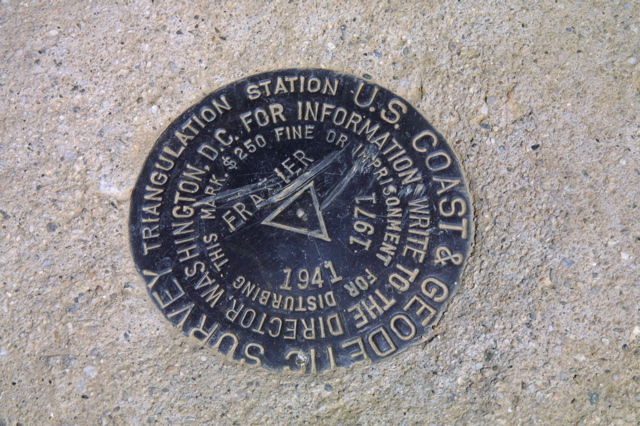 U.S. COAST & GEODETIC SURVEY
TRIANGULATION STATION
FOR INFORMATION WRITE TO THE DIRECTOR, WASHINGTON, D.C.
$250 FINE OR IMPRISONMENT FOR DISTURBING THIS MARK.
FRAZIER
1941
1971